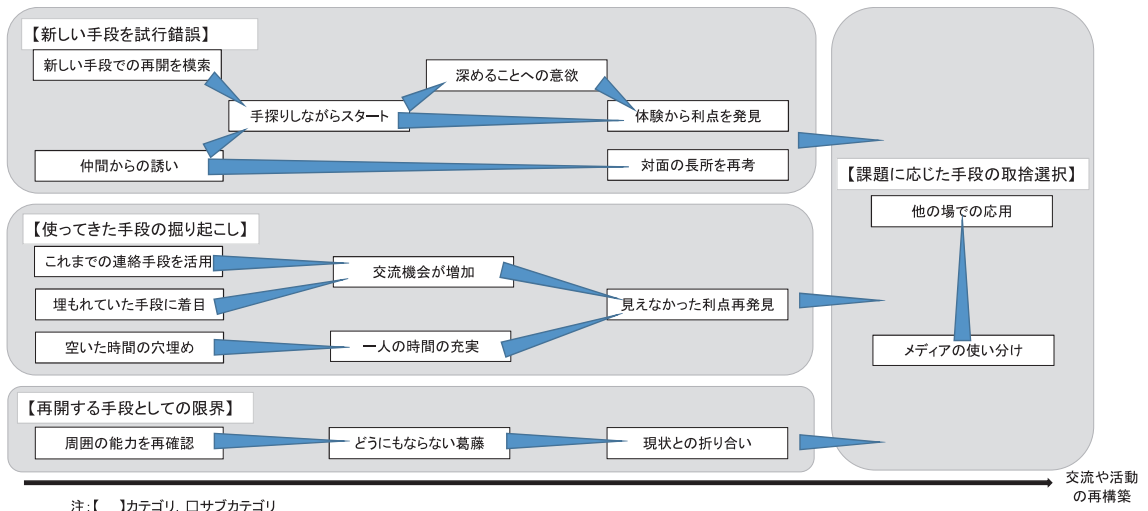 【新しい手段を試行錯誤】
新しい手段での再開を模索
深めることへの意欲
手探りしながらスタート
体験から利点を発見
仲間からの誘い
対面の長所を再考
【使ってきた手段の掘り起こし】
これまでの連絡手段を活用
交流機会が増加
埋もれていた手段に着目
見えなかった利点再発見
空いた時間の穴埋め
一人の時間の充実
【再開する手段としての限界】
周囲の能力を再確認
どうにもならない葛藤
現状との折り合い
【課題に応じた手段の取捨選択】
他の場での応用
メディアの使い分け
交流や活動
の再構築
注:【　】カテゴリ, □サブカテゴリ